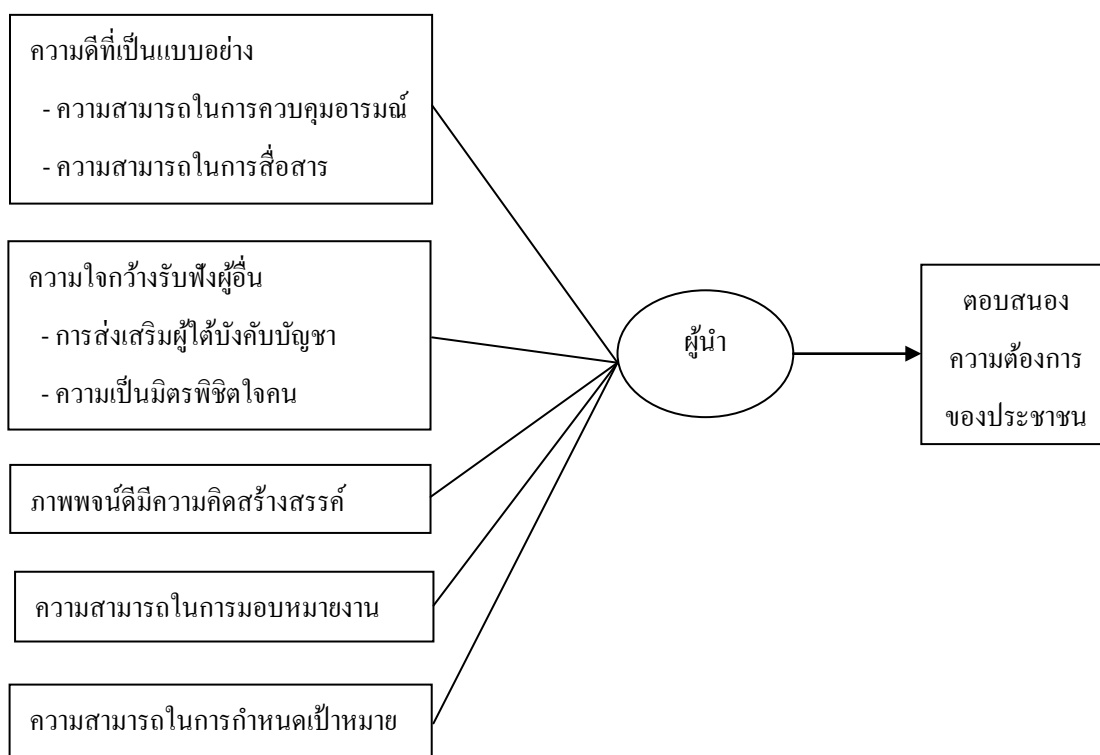 ความดีที่เป็นแบบอย่าง
- ความสามารถในการควบคุมอารมณ์
- ความสามารถในการสื่อสาร
ความใจกว้างรับฟังผู้อื่น
- การส่งเสริมผู้ใต้บังคับบัญชา
- ความเป็นมิตรพิชิตใจคน
ภาพพจน์ดีมีความคิดสร้างสรรค์
ความสามารถในการมอบหมายงาน
ความสามารถในการกำหนดเป้าหมาย
ผู้นำ
ตอบสนอง
ความต้องการ
ของประชาชน